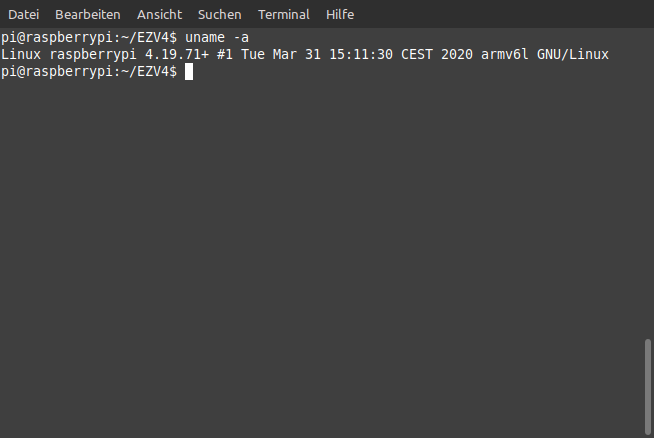 Datei Bearbeiten Ansicht Suchen Terminal Hilfe
pi@raspberrypi:~/EZV4$ uname -a
Linux raspberrypi 4.19.71+ #1 Tue Mar 31 15:11:30 CEST 2020 armv6l GNU/Linux
pi@raspberrypi:~/EZV4$